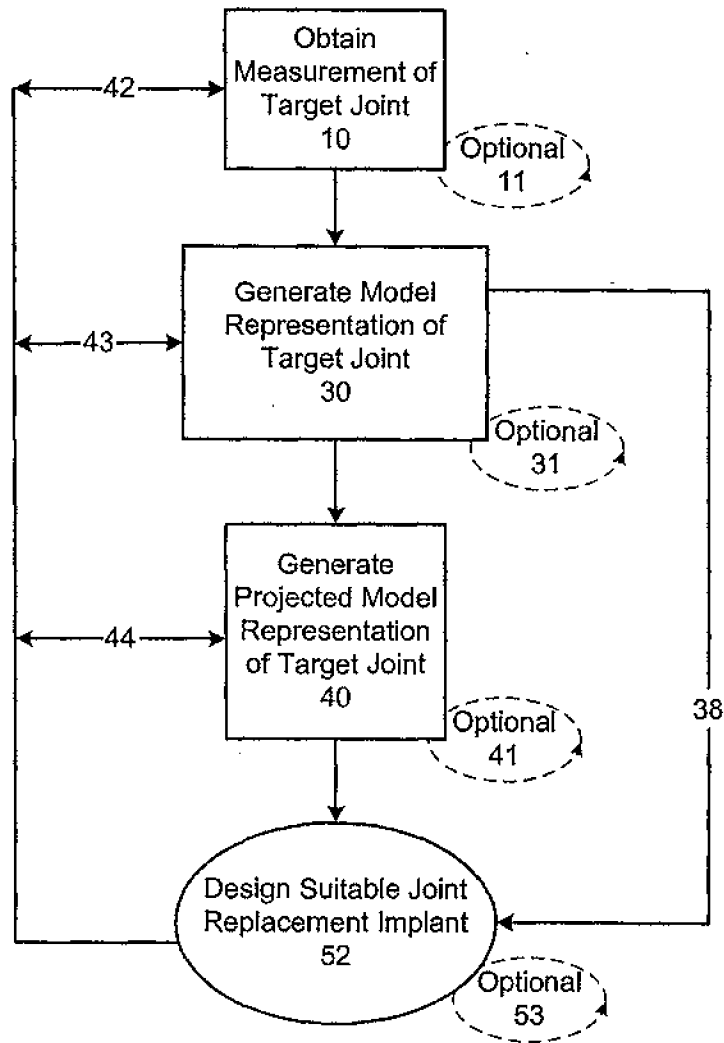 Obtain
Measurement of
Target Joint
10
42
Optional
11
Generate Model
Representation of
Target Joint
30
43
Optional
31
Generate
Projected Model
Representation
of Target Joint
40
44
Optional
41
38
Design Suitable Joint
Replacement Implant
52
Optional
53